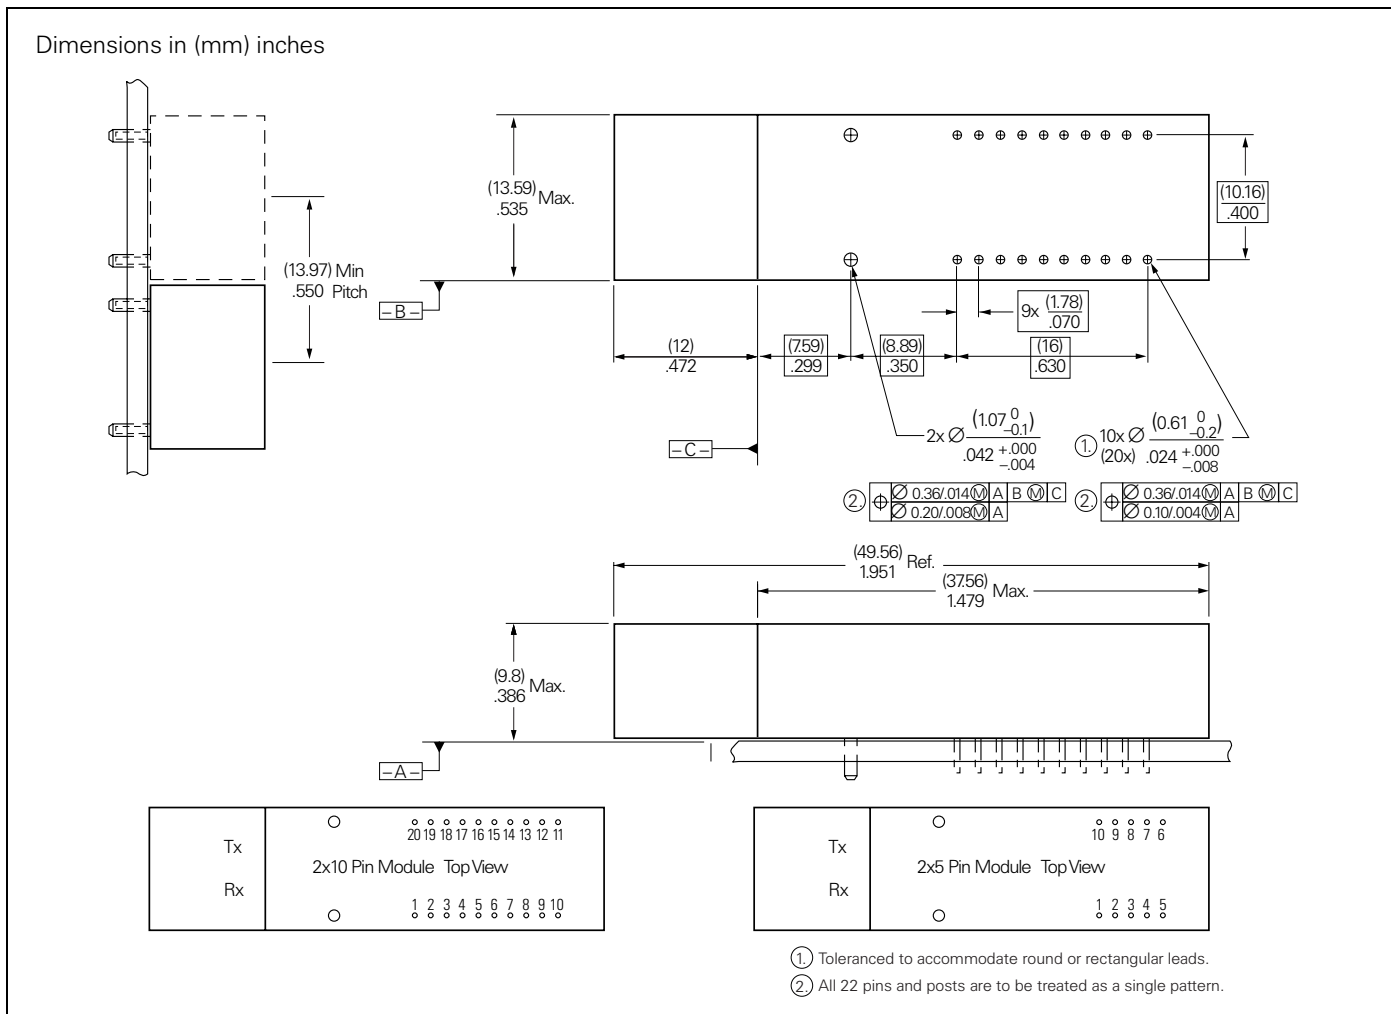 Dimensions in (mm) inches
(13.59) Max.
.535
(10.16)
.400
(13.97) Min
.550 Pitch
–B–
9x (1.78)
.070
(12)
.472
(7.59)
.299
(8.89)
.350
(16)
.630
–C–
2x Ø (1.07 0 –0.1)
.042 +.000 –.004
1. 10x Ø (0.61 0 –0.2)
(20x) .024 +.000 –.008
2. ⌖ Ø 0.36/.014 Ⓜ A B Ⓜ C
Ø 0.20/.008 Ⓜ A
2. ⌖ Ø 0.36/.014 Ⓜ A B Ⓜ C
Ø 0.10/.004 Ⓜ A
(49.56) Ref.
1.951
(37.56) Max.
1.479
(9.8) Max.
.386
–A–
20 19 18 17 16 15 14 13 12 11
Tx
2x10 Pin Module Top View
Rx
1 2 3 4 5 6 7 8 9 10
10 9 8 7 6
Tx
2x5 Pin Module Top View
Rx
1 2 3 4 5
1. Toleranced to accommodate round or rectangular leads.
2. All 22 pins and posts are to be treated as a single pattern.